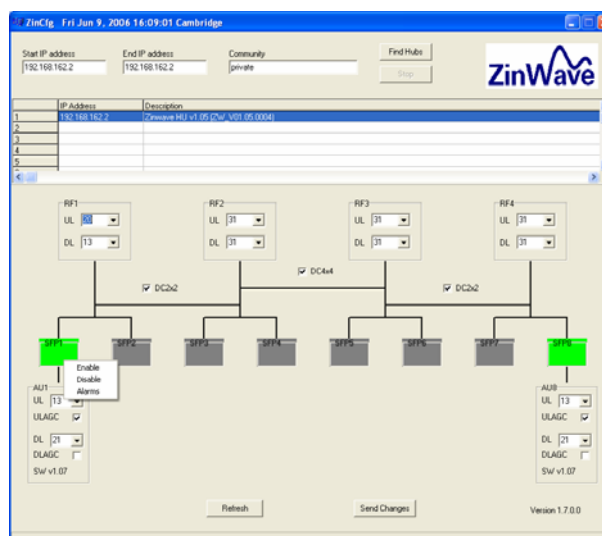 ZinCfg Fri Jun 9, 2006 16:09:01 Cambridge
Start IP address End IP address Community Find Hubs
192.168.162.2 192.168.162.2 private Stop
ZinWave
IP Address Description
1 192.168.162.2 Zinwave HU v1.05 (ZW_V01.05.0004)
2
3
4
5
RF1 RF2 RF3 RF4
UL 20 UL 31 UL 31 UL 31
DL 13 DL 31 DL 31 DL 31
DC4x4
DC2x2 DC2x2
SFP1 SFP2 SFP3 SFP4 SFP5 SFP6 SFP7 SFP8
Enable
Disable
Alarms
AU1 AU8
UL 13 UL 13
ULAGC ULAGC
DL 21 DL 21
DLAGC DLAGC
SW v1.07 SW v1.07
Refresh Send Changes Version 1.7.0.0